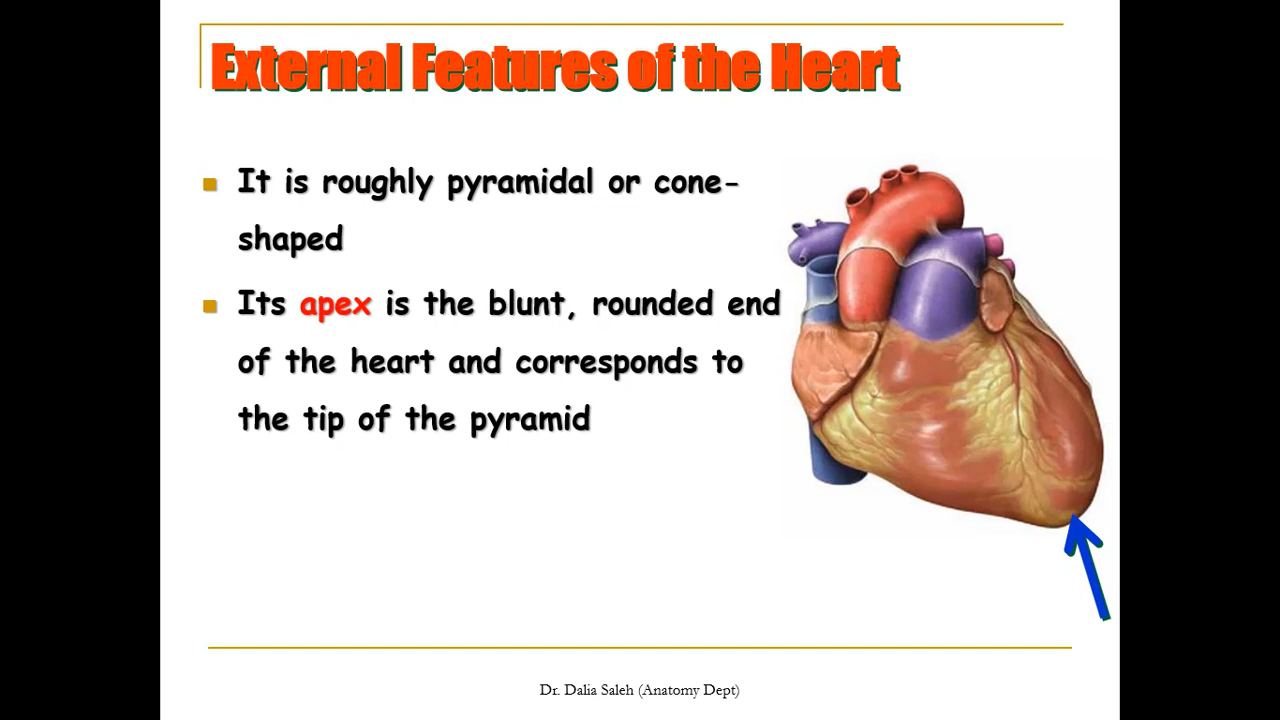 External Features of the Heart
It is roughly pyramidal or cone-
shaped
Its apex is the blunt, rounded end
of the heart and corresponds to
the tip of the pyramid
Dr. Dalia Saleh (Anatomy Dept)